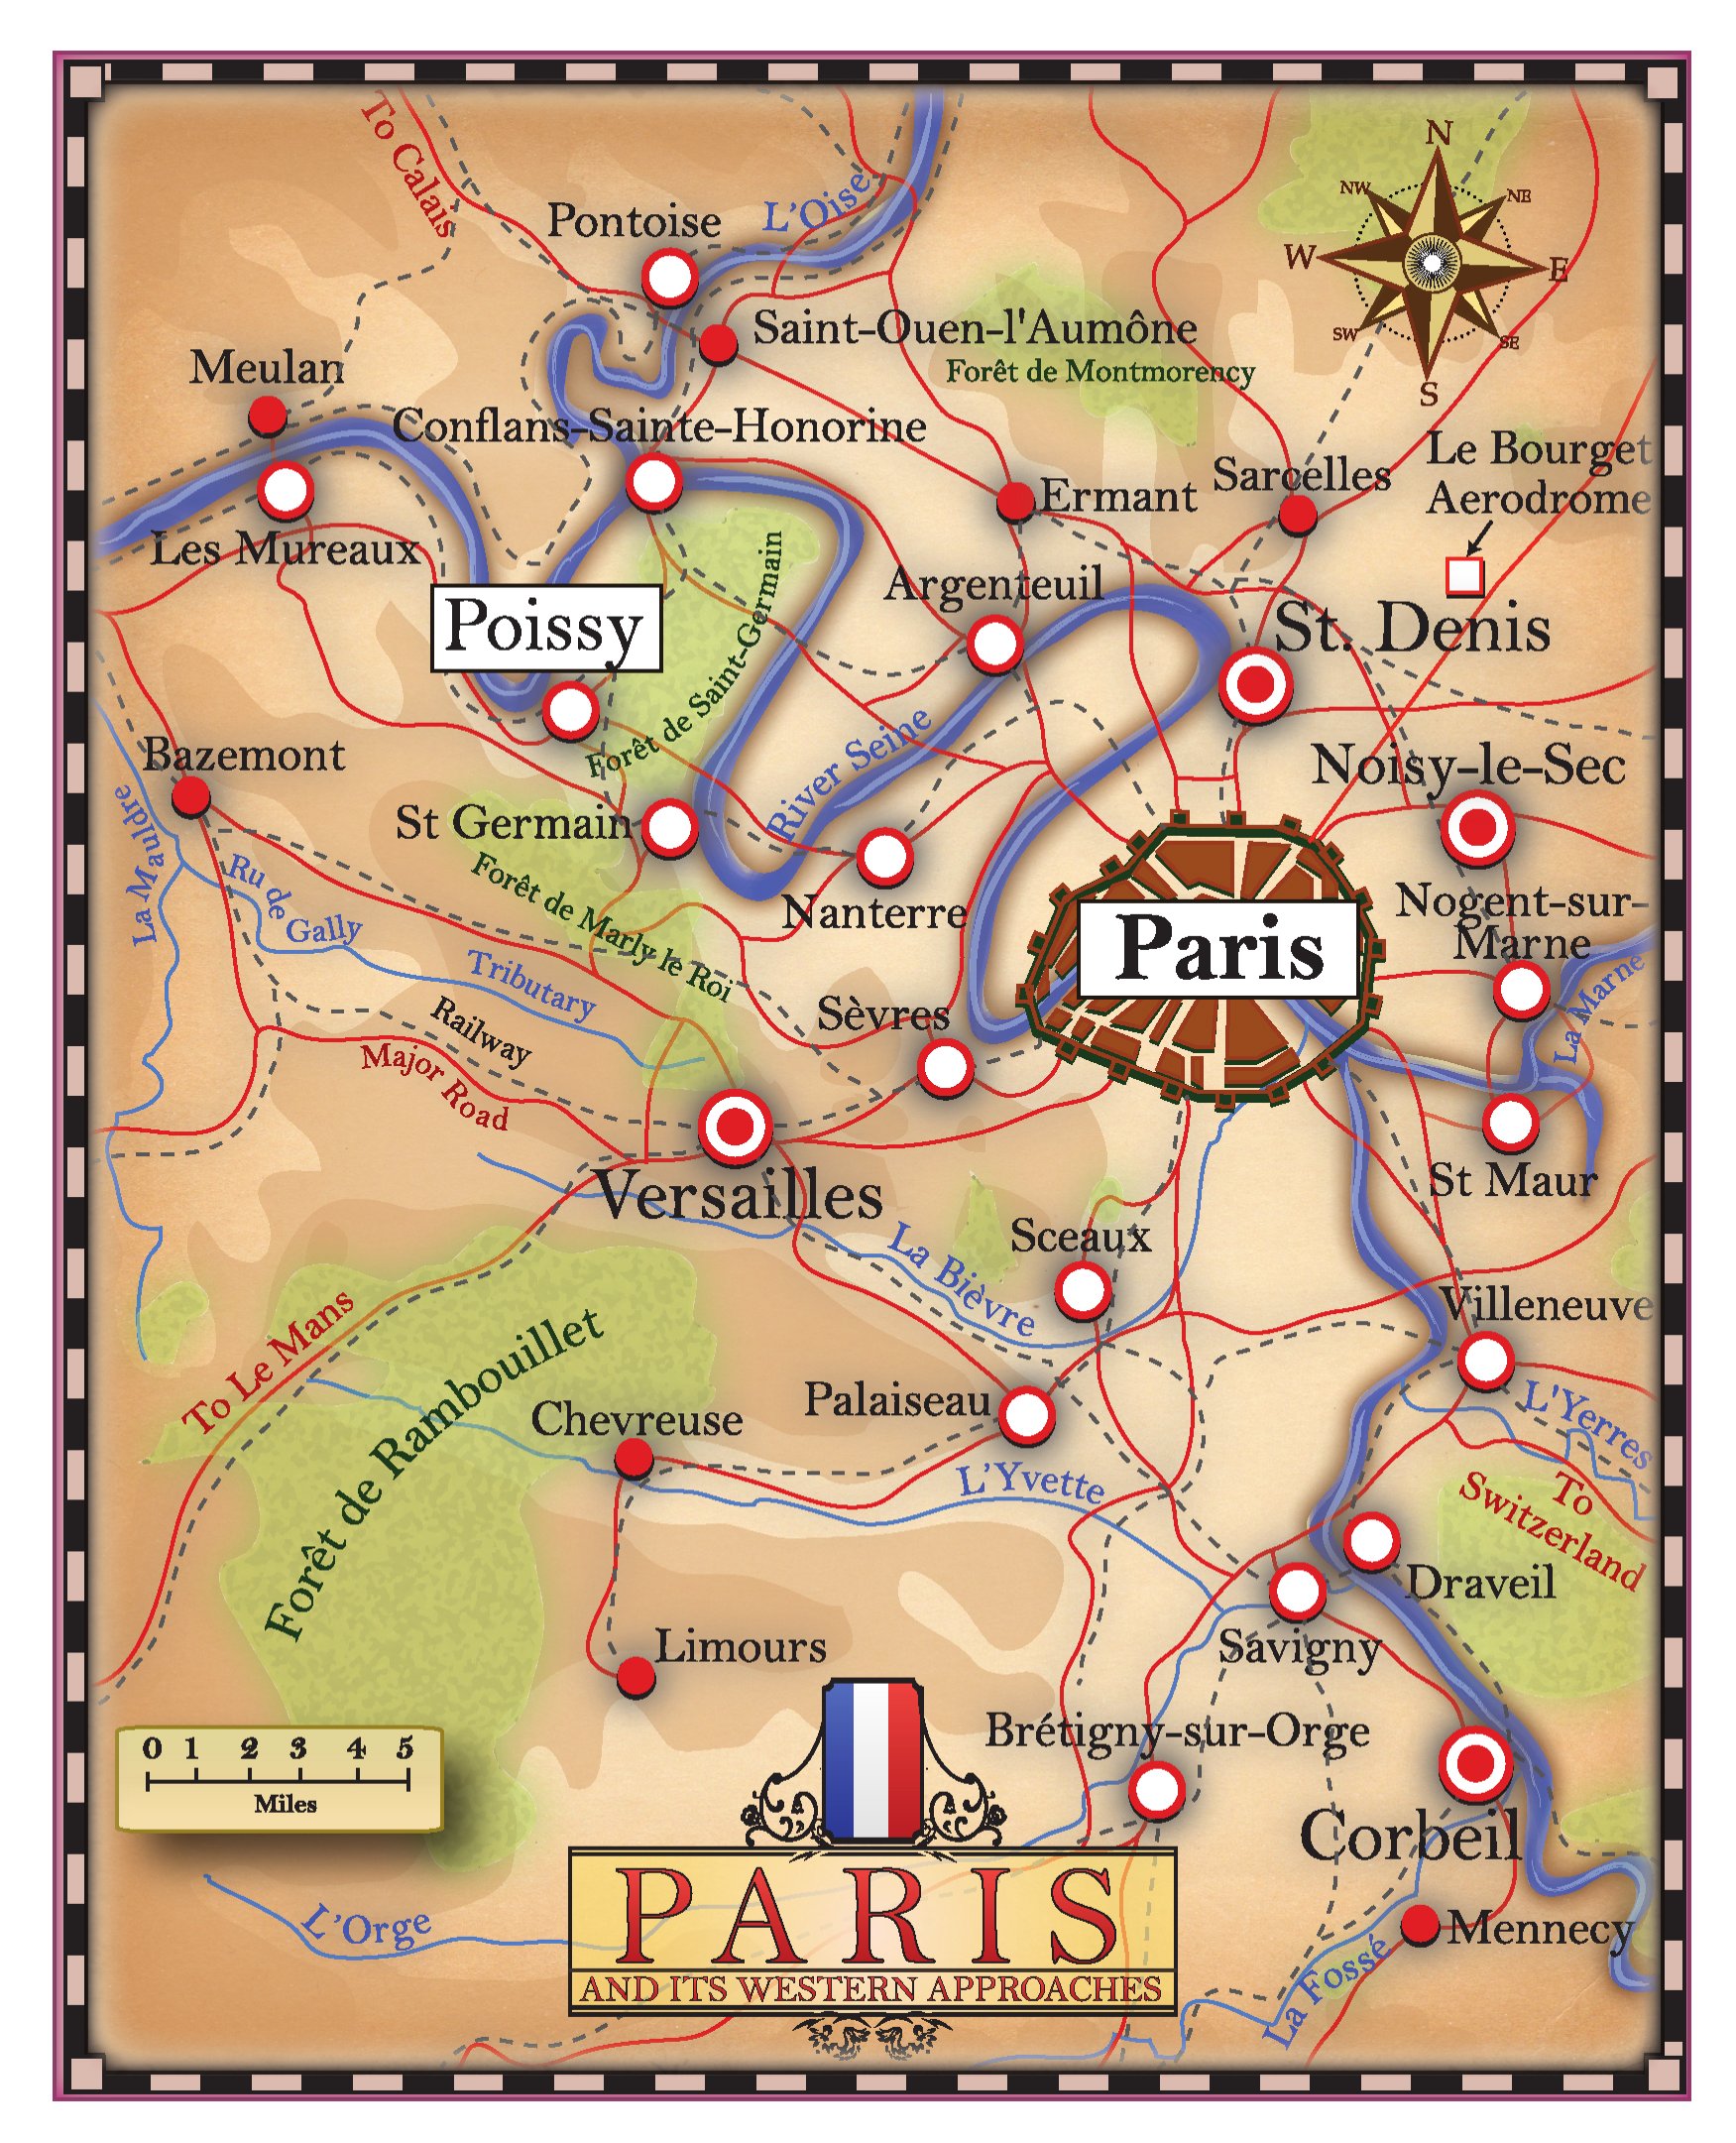 To Calais
N
NW
NE
W
E
SW
SE
S
Pontoise
L'Oise
Saint-Ouen-l'Aumône
Forêt de Montmorency
Meulan
Conflans-Sainte-Honorine
Le Bourget
Aerodrome
Ermant
Sarcelles
Les Mureaux
Argenteuil
Poissy
Forêt de Saint-Germain
St. Denis
River Seine
Bazemont
Noisy-le-Sec
La Mauldre
St Germain
Ru de Gally
Forêt de Marly le Roi
Nanterre
Nogent-sur-
Marne
Paris
Tributary
La Marne
Railway
Sèvres
Major Road
Versailles
St Maur
Sceaux
La Bièvre
Villeneuve
To Le Mans
Forêt de Rambouillet
Chevreuse
Palaiseau
L'Yerres
L'Yvette
To
Switzerland
Draveil
Limours
Savigny
Brétigny-sur-Orge
0 1 2 3 4 5
Miles
Corbeil
L'Orge
Mennecy
La Fossé
PARIS
AND ITS WESTERN APPROACHES